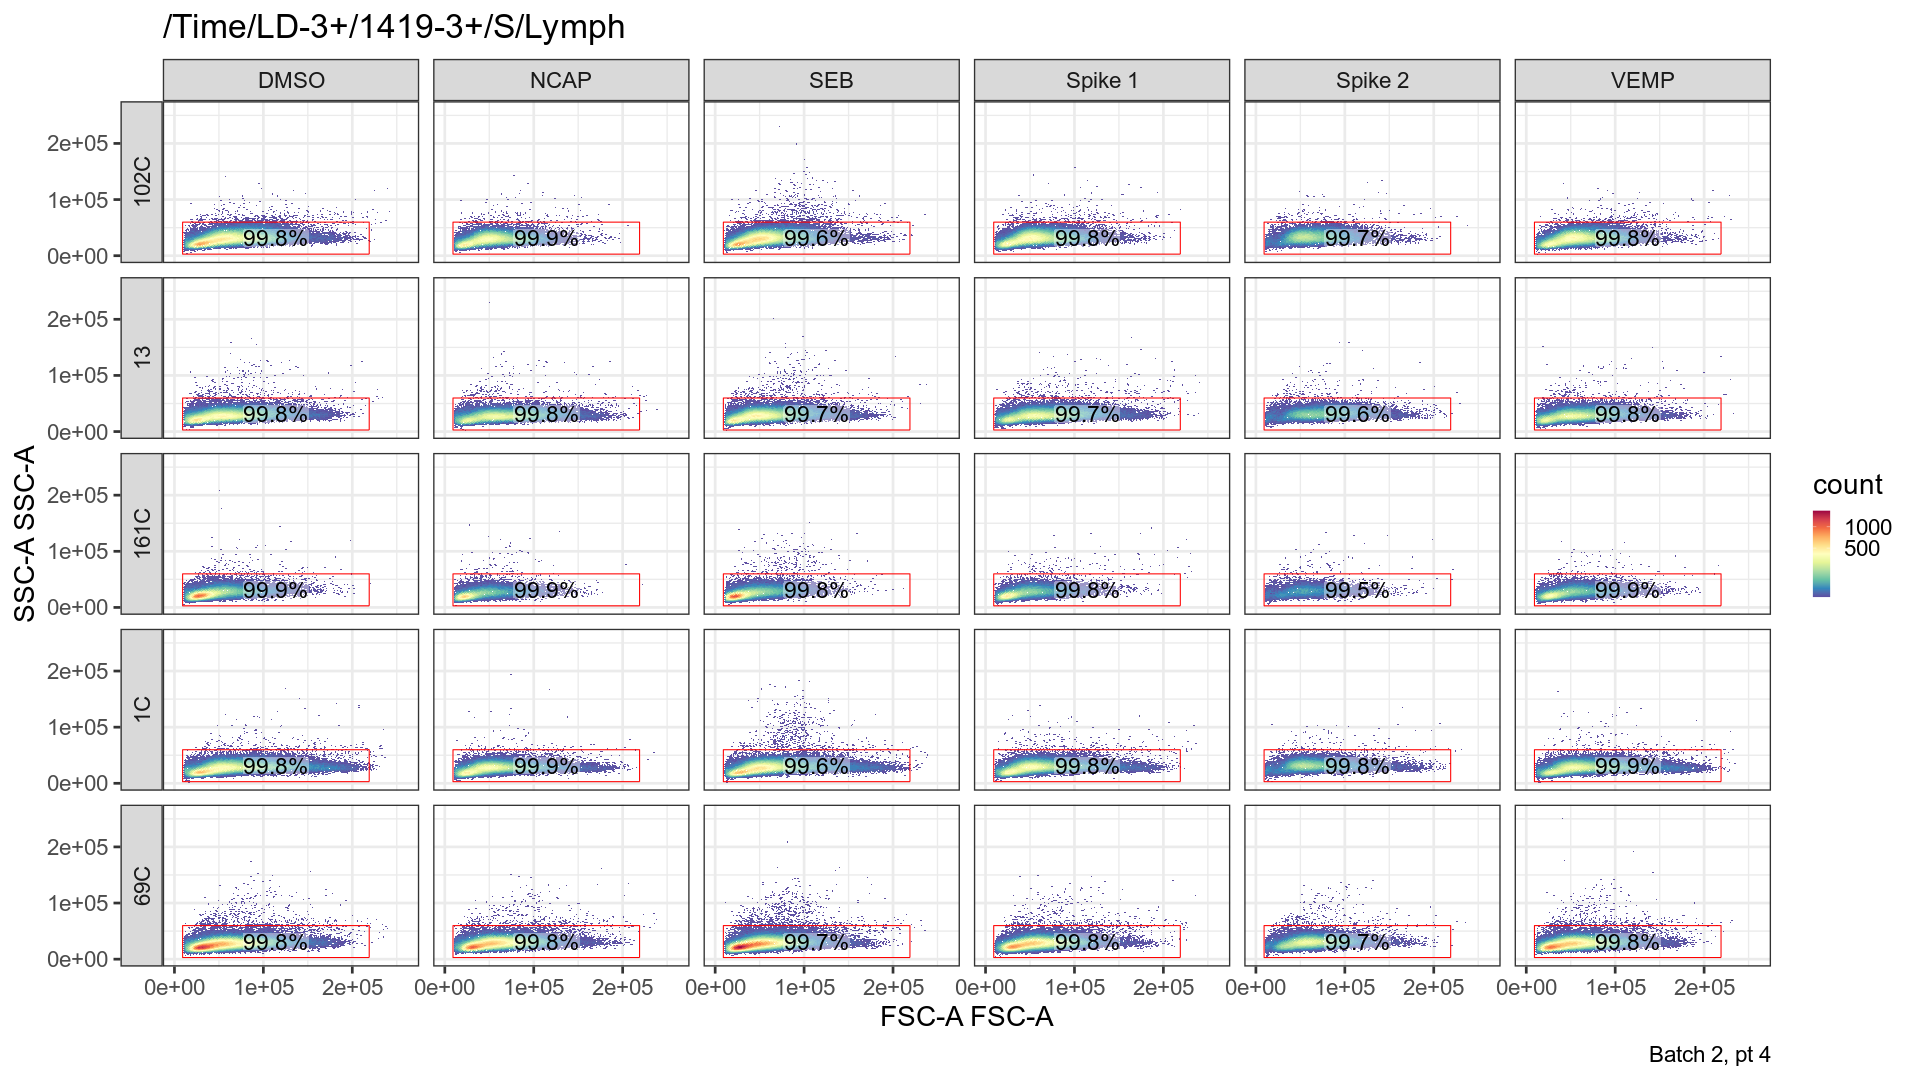 /Time/LD-3+/1419-3+/S/Lymph
DMSO NCAP SEB Spike 1 Spike 2 VEMP
2e+05
1e+05
0e+00
102C
99.8% 99.9% 99.6% 99.8% 99.7% 99.8%
2e+05
1e+05
0e+00
13
99.8% 99.8% 99.7% 99.7% 99.6% 99.8%
2e+05
1e+05
0e+00
161C
99.9% 99.9% 99.8% 99.8% 99.5% 99.9%
2e+05
1e+05
0e+00
1C
99.8% 99.9% 99.6% 99.8% 99.8% 99.9%
2e+05
1e+05
0e+00
69C
99.8% 99.8% 99.7% 99.8% 99.7% 99.8%
0e+00 1e+05 2e+05 0e+00 1e+05 2e+05 0e+00 1e+05 2e+05 0e+00 1e+05 2e+05 0e+00 1e+05 2e+05 0e+00 1e+05 2e+05
FSC-A FSC-A
SSC-A SSC-A
count
1000
500
Batch 2, pt 4